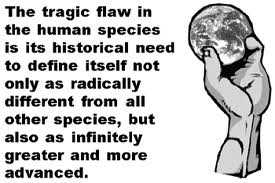 The tragic flaw in
the human species
is its historical need
to define itself not
only as radically
different from all
other species, but
also as infinitely
greater and more
advanced.